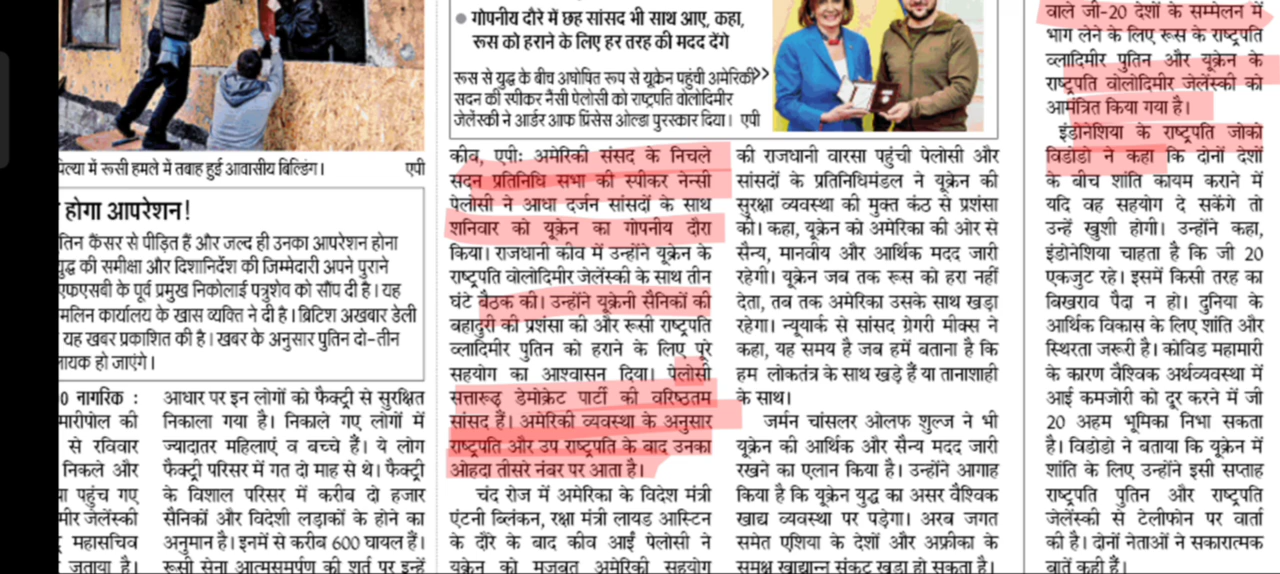 पिल्या में रूसी हमले में तबाह हुई आवासीय बिल्डिंग। एपी
होगा आपरेशन!
तिन कैंसर से पीड़ित हैं और जल्द ही उनका आपरेशन होना
युद्ध की समीक्षा और दिशानिर्देश की जिम्मेदारी अपने पुराने
एफएसबी के पूर्व प्रमुख निकोलाई पत्रुशेव को सौंप दी है। यह
मलिन कार्यालय के खास व्यक्ति ने दी है। ब्रिटिश अखबार डेली
यह खबर प्रकाशित की है। खबर के अनुसार पुतिन दो-तीन
लायक हो जाएंगे।
0 नागरिक :
मारीपोल की
से रविवार
निकले और
पहुंच गए
मीर जेलेंस्की
महासचिव
जताया है।
आधार पर इन लोगों को फैक्ट्री से सुरक्षित
निकाला गया है। निकाले गए लोगों में
ज्यादातर महिलाएं व बच्चे हैं। ये लोग
फैक्ट्री परिसर में गत दो माह से थे। फैक्ट्री
के विशाल परिसर में करीब दो हजार
सैनिकों और विदेशी लड़ाकों के होने का
अनुमान है। इनमें से करीब 600 घायल हैं।
रूसी सेना आत्मसमर्पण की शर्त पर इन्हें
● गोपनीय दौरे में छह सांसद भी साथ आए, कहा,
रूस को हराने के लिए हर तरह की मदद देंगे
रूस से युद्ध के बीच अघोषित रूप से यूक्रेन पहुंची अमेरिकी>>
सदन की स्पीकर नैंसी पेलोसी को राष्ट्रपति वोलोदिमीर
जेलेंस्की ने आर्डर आफ प्रिंसेस ओल्डा पुरस्कार दिया। एपी
कीव, एपी: अमेरिकी संसद के निचले
सदन प्रतिनिधि सभा की स्पीकर नेन्सी
पेलोसी ने आधा दर्जन सांसदों के साथ
शनिवार को यूक्रेन का गोपनीय दौरा
किया। राजधानी कीव में उन्होंने यूक्रेन के
राष्ट्रपति वोलोदिमीर जेलेंस्की के साथ तीन
घंटे बैठक की। उन्होंने यूक्रेनी सैनिकों की
बहादुरी की प्रशंसा की और रूसी राष्ट्रपति
व्लादिमीर पुतिन को हराने के लिए पूरे
सहयोग का आश्वासन दिया। पेलोसी
सत्तारूढ़ डेमोक्रेट पार्टी की वरिष्ठतम
सांसद हैं। अमेरिकी व्यवस्था के अनुसार
राष्ट्रपति और उप राष्ट्रपति के बाद उनका
ओहदा तीसरे नंबर पर आता है।
चंद रोज में अमेरिका के विदेश मंत्री
एंटनी ब्लिंकन, रक्षा मंत्री लायड आस्टिन
के दौरे के बाद कीव आईं पेलोसी ने
यूक्रेन को मजबूत अमेरिकी सहयोग
की राजधानी वारसा पहुंची पेलोसी और
सांसदों के प्रतिनिधिमंडल ने यूक्रेन की
सुरक्षा व्यवस्था की मुक्त कंठ से प्रशंसा
की। कहा, यूक्रेन को अमेरिका की ओर से
सैन्य, मानवीय और आर्थिक मदद जारी
रहेगी। यूक्रेन जब तक रूस को हरा नहीं
देता, तब तक अमेरिका उसके साथ खड़ा
रहेगा। न्यूयार्क से सांसद ग्रेगरी मीक्स ने
कहा, यह समय है जब हमें बताना है कि
हम लोकतंत्र के साथ खड़े हैं या तानाशाही
के साथ।
जर्मन चांसलर ओलफ शुल्ज ने भी
यूक्रेन की आर्थिक और सैन्य मदद जारी
रखने का एलान किया है। उन्होंने आगाह
किया है कि यूक्रेन युद्ध का असर वैश्विक
खाद्य व्यवस्था पर पड़ेगा। अरब जगत
समेत एशिया के देशों और अफ्रीका के
समक्ष खाद्यान्न संकट खड़ा हो सकता है।
वाले जी-20 देशों के सम्मेलन में
भाग लेने के लिए रूस के राष्ट्रपति
व्लादिमीर पुतिन और यूक्रेन के
राष्ट्रपति वोलोदिमीर जेलेंस्की को
आमंत्रित किया गया है।
इंडोनेशिया के राष्ट्रपति जोको
विडोडो ने कहा कि दोनों देशों
के बीच शांति कायम कराने में
यदि वह सहयोग दे सकेंगे तो
उन्हें खुशी होगी। उन्होंने कहा,
इंडोनेशिया चाहता है कि जी 20
एकजुट रहे। इसमें किसी तरह का
बिखराव पैदा न हो। दुनिया के
आर्थिक विकास के लिए शांति और
स्थिरता जरूरी है। कोविड महामारी
के कारण वैश्विक अर्थव्यवस्था में
आई कमजोरी को दूर करने में जी
20 अहम भूमिका निभा सकता
है। विडोडो ने बताया कि यूक्रेन में
शांति के लिए उन्होंने इसी सप्ताह
राष्ट्रपति पुतिन और राष्ट्रपति
जेलेंस्की से टेलीफोन पर वार्ता
की है। दोनों नेताओं ने सकारात्मक
बातें कही हैं।